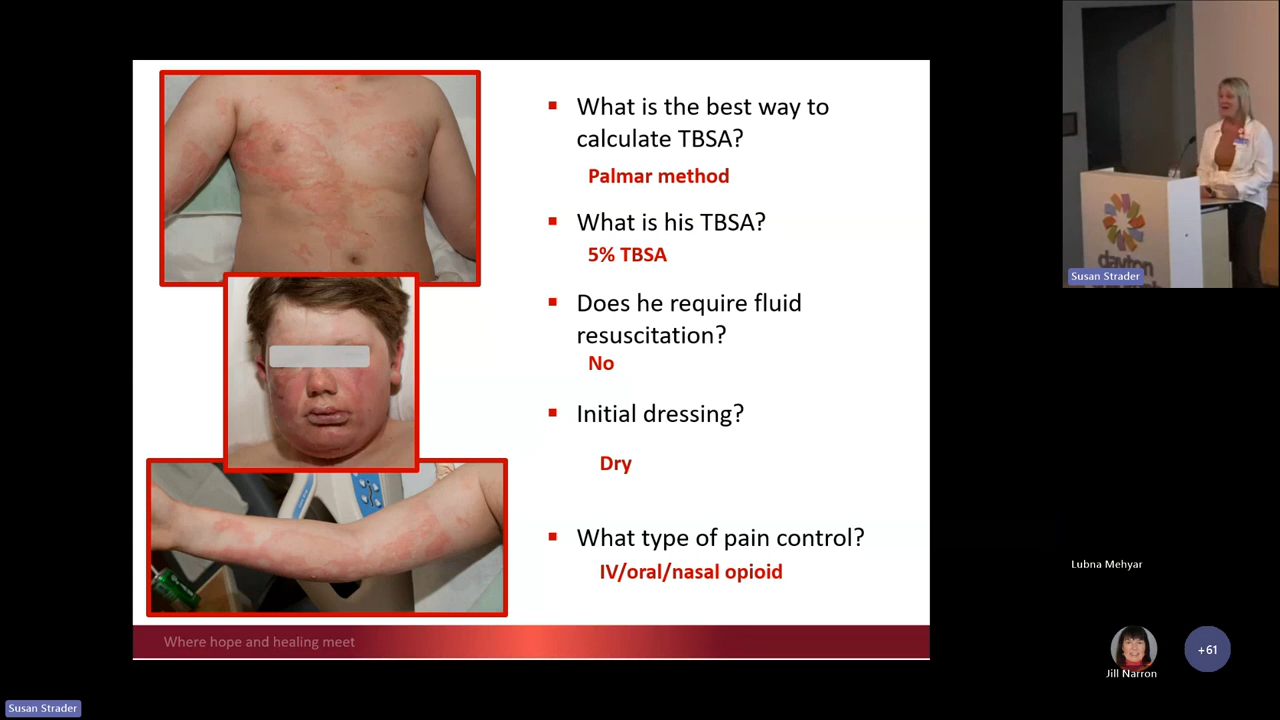 What is the best way to
calculate TBSA?
Palmar method
What is his TBSA?
5% TBSA
Does he require fluid
resuscitation?
No
Initial dressing?
Dry
What type of pain control?
IV/oral/nasal opioid
Where hope and healing meet
dayton
Susan Strader
Lubna Mehyar
+61
Jill Narron
Susan Strader